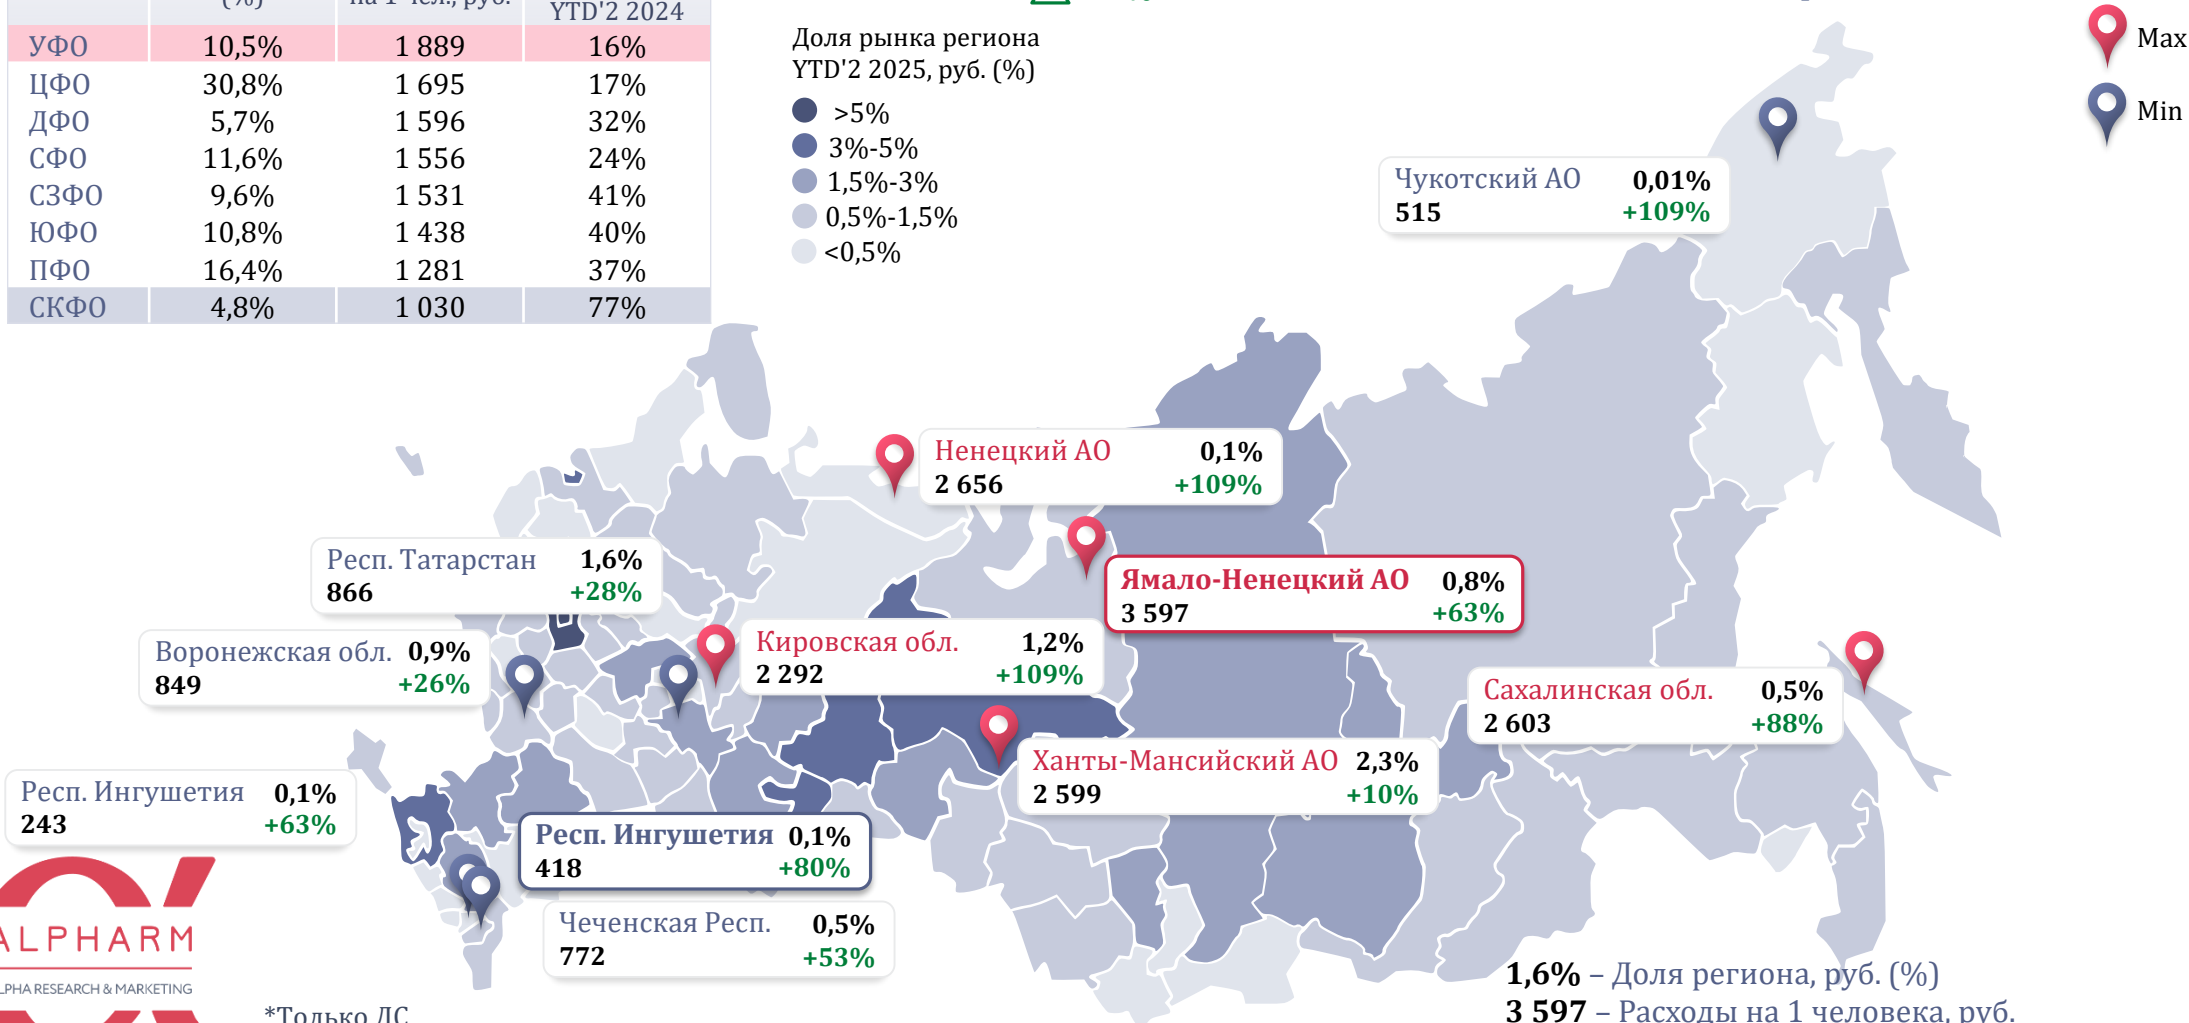 (%) на 1 чел., руб. YTD'2 2024
УФО 10,5% 1 889 16%
ЦФО 30,8% 1 695 17%
ДФО 5,7% 1 596 32%
СФО 11,6% 1 556 24%
СЗФО 9,6% 1 531 41%
ЮФО 10,8% 1 438 40%
ПФО 16,4% 1 281 37%
СКФО 4,8% 1 030 77%
Доля рынка региона
YTD'2 2025, руб. (%)
>5%
3%-5%
1,5%-3%
0,5%-1,5%
<0,5%
Max
Min
Чукотский АО 0,01%
515 +109%
Ненецкий АО 0,1%
2 656 +109%
Респ. Татарстан 1,6%
866 +28%
Ямало-Ненецкий АО 0,8%
3 597 +63%
Воронежская обл. 0,9%
849 +26%
Кировская обл. 1,2%
2 292 +109%
Сахалинская обл. 0,5%
2 603 +88%
Ханты-Мансийский АО 2,3%
2 599 +10%
Респ. Ингушетия 0,1%
243 +63%
Респ. Ингушетия 0,1%
418 +80%
Чеченская Респ. 0,5%
772 +53%
ALPHARM
ALPHA RESEARCH & MARKETING
*Только ЛС
1,6% – Доля региона, руб. (%)
3 597 – Расходы на 1 человека, руб.